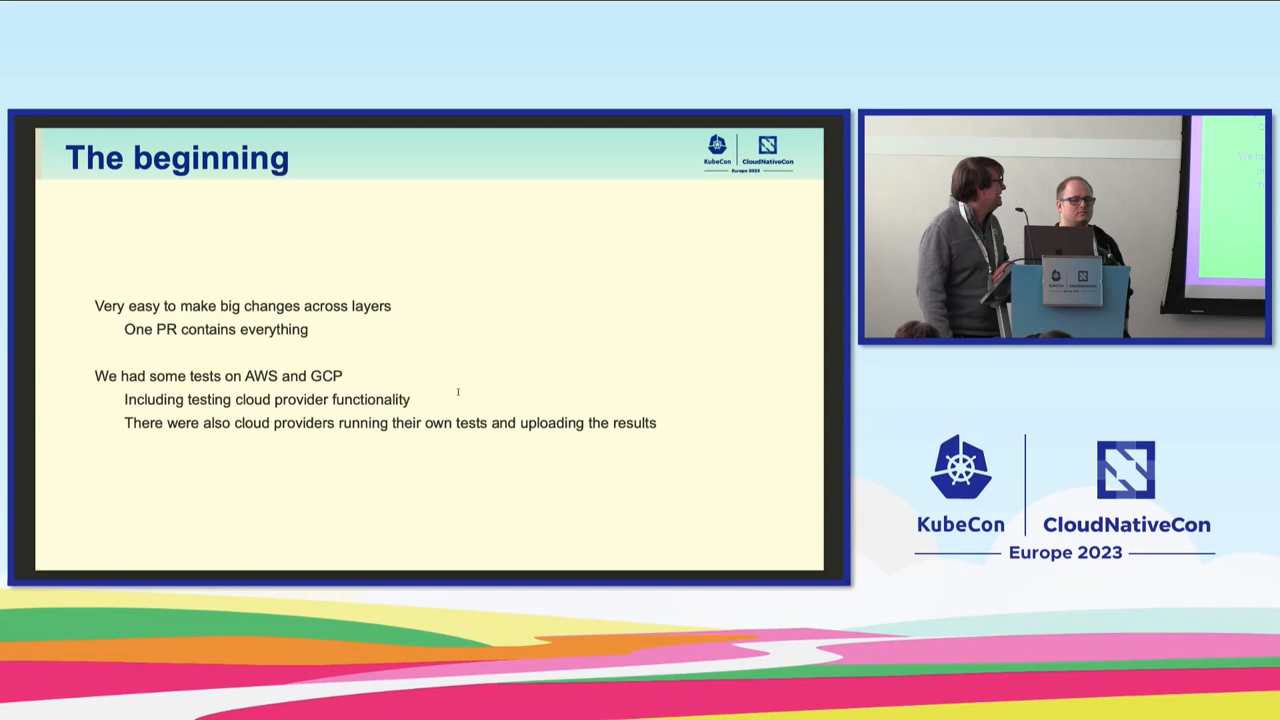 The beginning
KubeCon
CloudNativeCon
Europe 2023
Very easy to make big changes across layers
One PR contains everything
We had some tests on AWS and GCP
Including testing cloud provider functionality
There were also cloud providers running their own tests and uploading the results
KubeCon
CloudNativeCon
Europe 2023